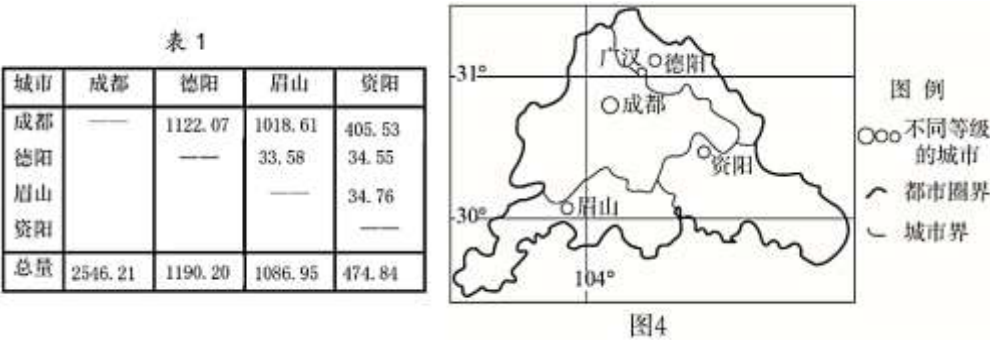 表 1
城市 成都 德阳 眉山 资阳
成都 —— 1122.07 1018.61 405.53
德阳 —— 33.58 34.55
眉山 —— 34.76
资阳 ——
总量 2546.21 1190.20 1086.95 474.84
广汉 德阳
31°
成都
资阳
眉山
30°
104°
图4
图 例
不同等级
的城市
都市圈界
城市界